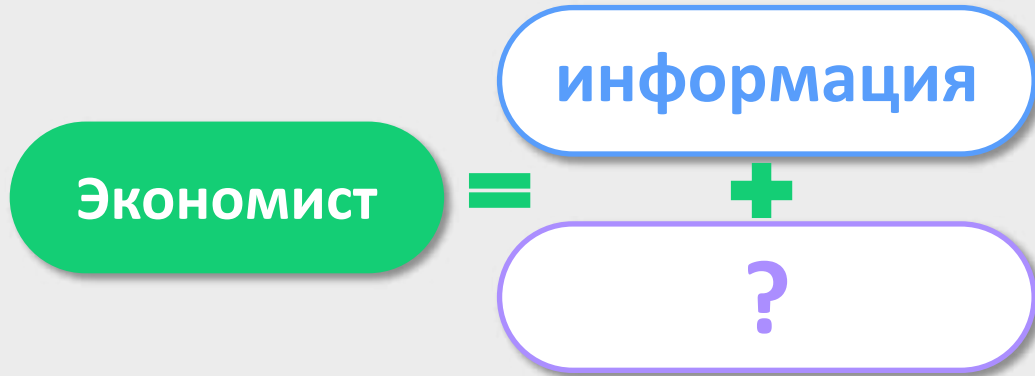 информация
Экономист = +
?